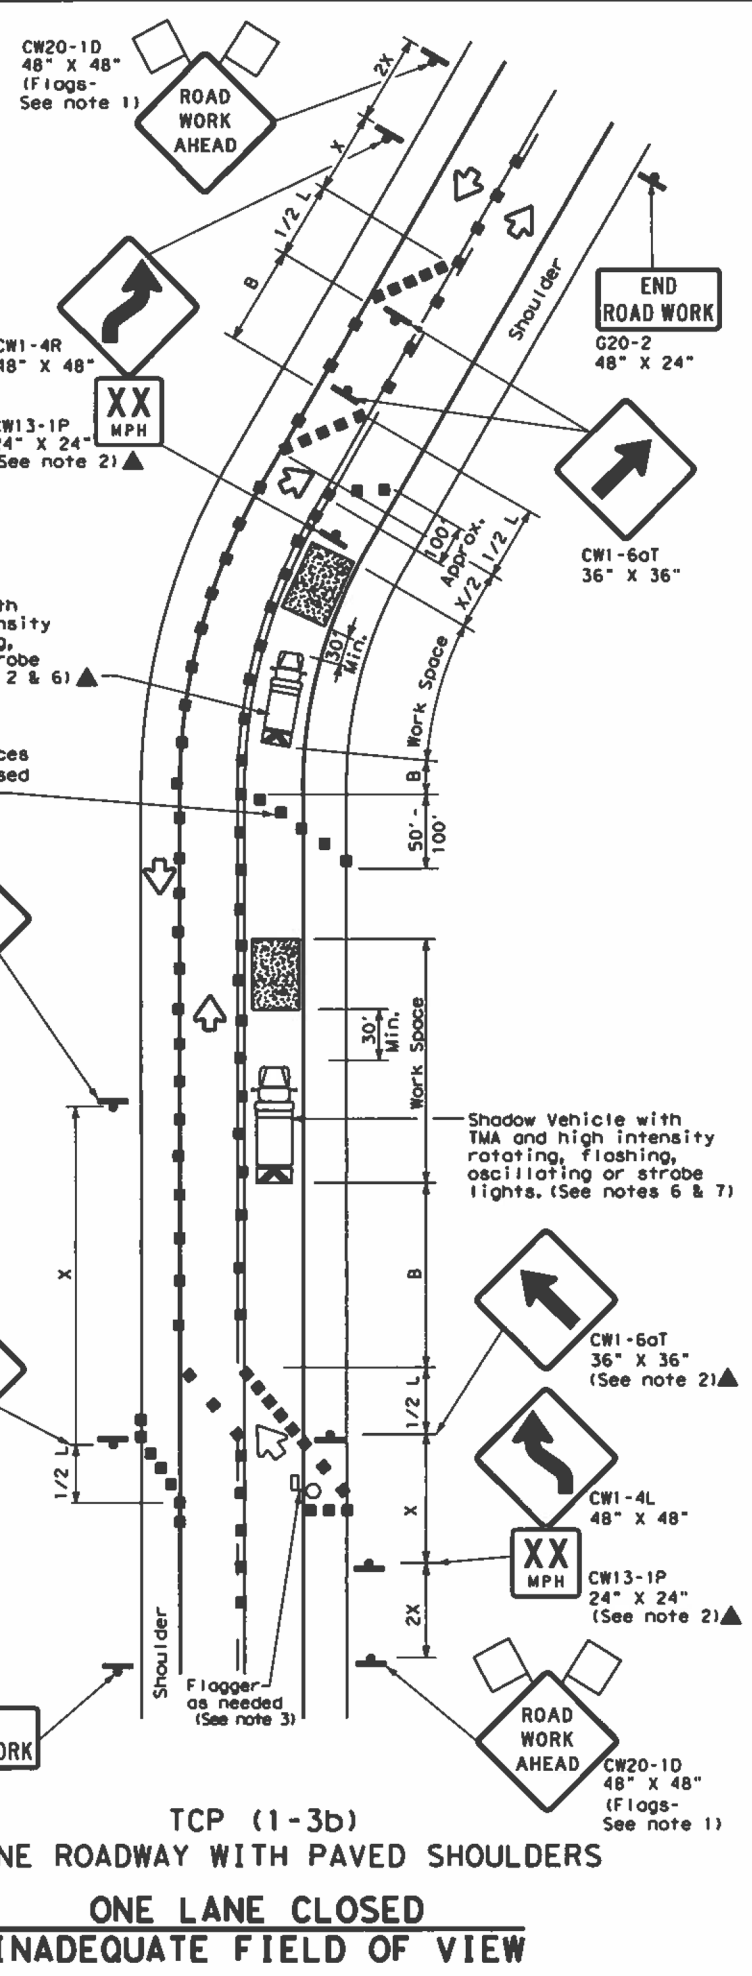 CW20-1D
48" X 48"
(Flags-
See note 1)
ROAD
WORK
AHEAD
2X
X
1/2 L
B
Shoulder
END
ROAD WORK
G20-2
48" X 24"
CW1-4R
48" X 48"
XX
MPH
CW13-1P
24" X 24"
See note 2)
CW1-6aT
36" X 36"
100'
Approx.
1/2 L
X/2
30'
Min.
Work Space
B
2 & 6)
50' -
100'
30'
Min.
Work Space
Shadow Vehicle with
TMA and high intensity
rotating, flashing,
oscillating or strobe
lights. (See notes 6 & 7)
X
B
CW1-6aT
36" X 36"
(See note 2)
1/2 L
1/2 L
X
CW1-4L
48" X 48"
XX
MPH
CW13-1P
24" X 24"
(See note 2)
2X
Shoulder
Flagger
as needed
(See note 3)
ROAD
WORK
AHEAD
CW20-1D
48" X 48"
(Flags-
See note 1)
TCP (1-3b)
ROADWAY WITH PAVED SHOULDERS
ONE LANE CLOSED
INADEQUATE FIELD OF VIEW